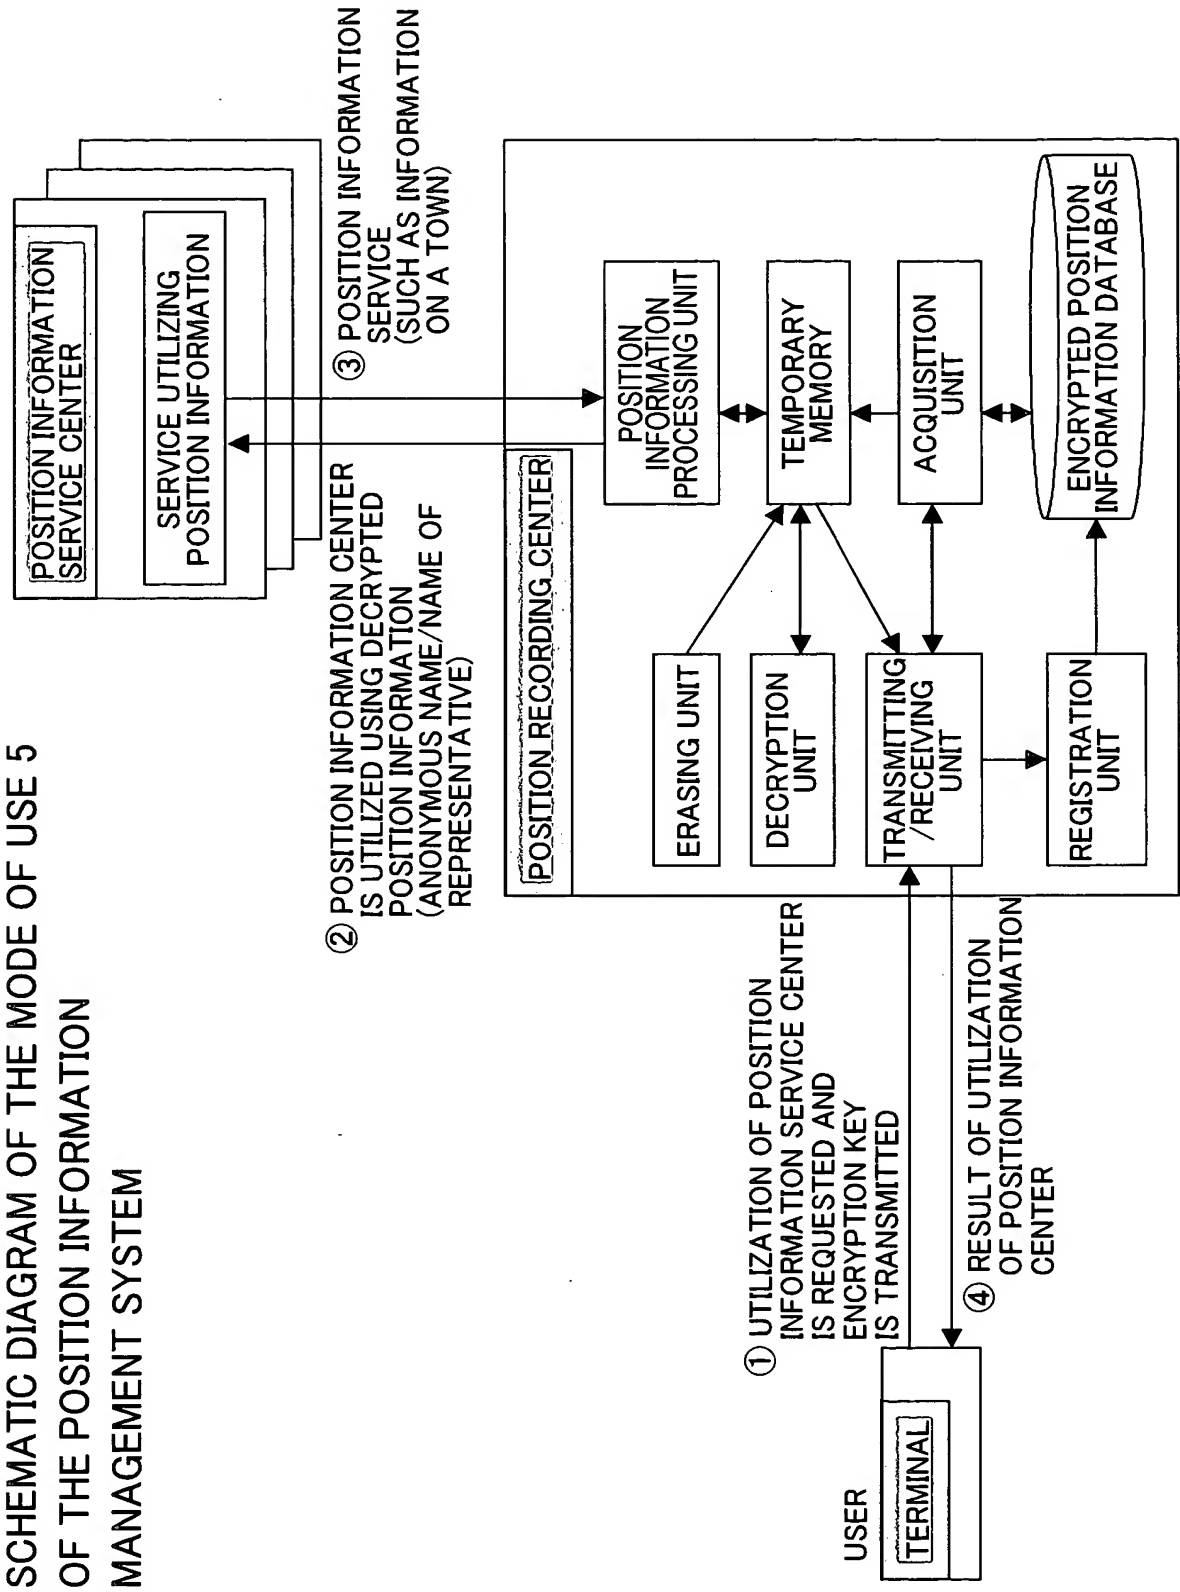 SCHEMATIC DIAGRAM OF THE MODE OF USE 5
OF THE POSITION INFORMATION
MANAGEMENT SYSTEM
POSITION INFORMATION
SERVICE CENTER
SERVICE UTILIZING
POSITION INFORMATION
② POSITION INFORMATION CENTER
IS UTILIZED USING DECRYPTED
POSITION INFORMATION
(ANONYMOUS NAME/NAME OF
REPRESENTATIVE)
③ POSITION INFORMATION
SERVICE
(SUCH AS INFORMATION
ON A TOWN)
POSITION RECORDING CENTER
POSITION
INFORMATION
PROCESSING UNIT
ERASING UNIT
TEMPORARY
MEMORY
DECRYPTION
UNIT
TRANSMITTING
/RECEIVING
UNIT
ACQUISITION
UNIT
REGISTRATION
UNIT
ENCRYPTED POSITION
INFORMATION DATABASE
① UTILIZATION OF POSITION
INFORMATION SERVICE CENTER
IS REQUESTED AND
ENCRYPTION KEY
IS TRANSMITTED
④ RESULT OF UTILIZATION
OF POSITION INFORMATION
CENTER
USER
TERMINAL